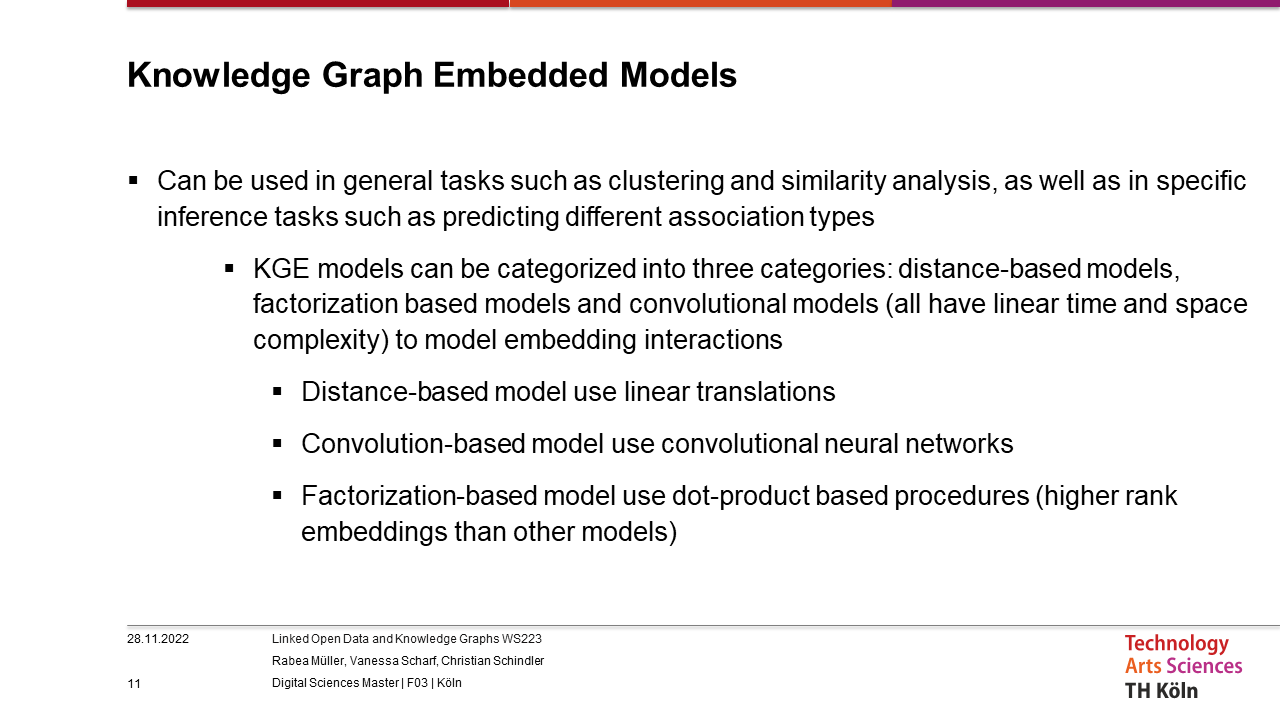 Knowledge Graph Embedded Models
▪ Can be used in general tasks such as clustering and similarity analysis, as well as in specific
inference tasks such as predicting different association types
▪ KGE models can be categorized into three categories: distance-based models,
factorization based models and convolutional models (all have linear time and space
complexity) to model embedding interactions
▪ Distance-based model use linear translations
▪ Convolution-based model use convolutional neural networks
▪ Factorization-based model use dot-product based procedures (higher rank
embeddings than other models)
28.11.2022
Linked Open Data and Knowledge Graphs WS223
Rabea Müller, Vanessa Scharf, Christian Schindler
11
Digital Sciences Master | F03 | Köln
Technology
Arts Sciences
TH Köln